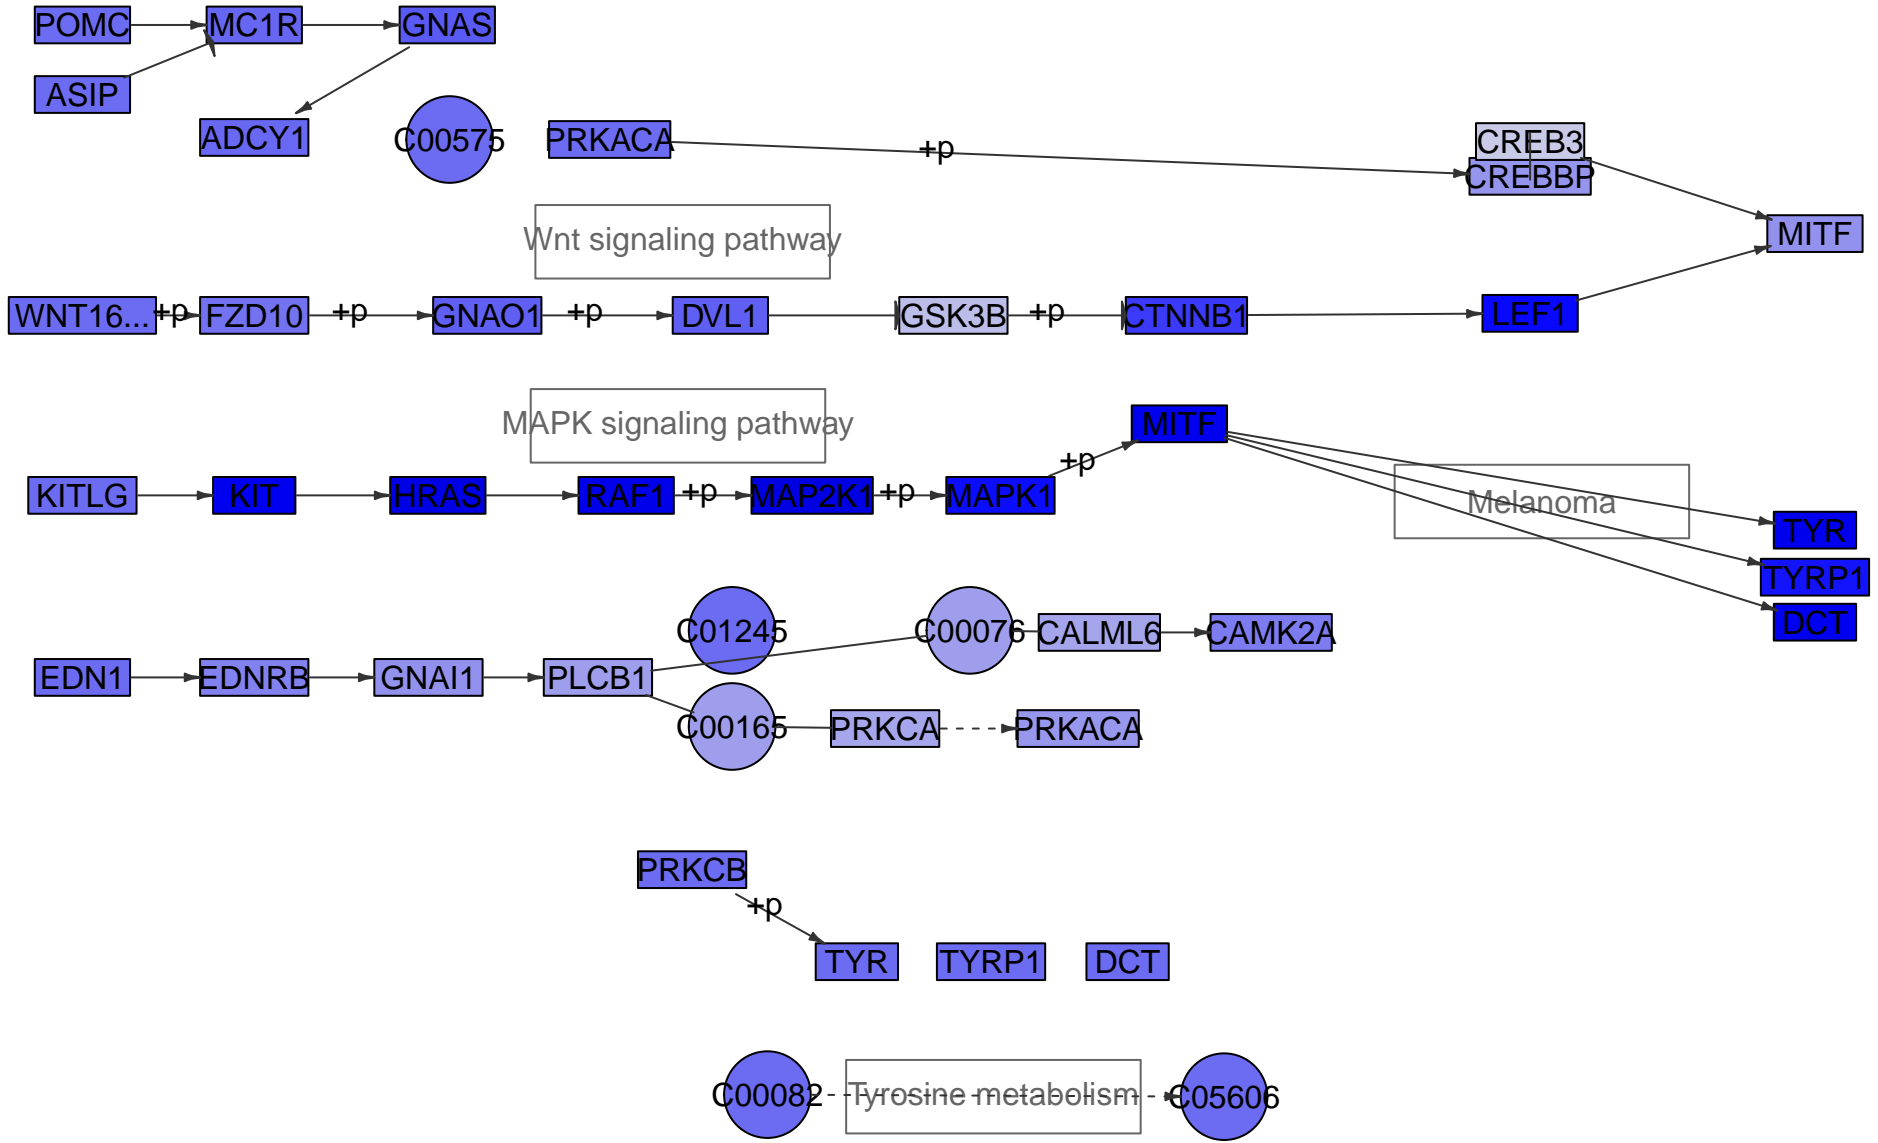 POMC
MC1R
GNAS
ASIP
ADCY1
C00575
PRKACA
+p
CREB3
CREBBP
Wnt signaling pathway
MITF
WNT16...
+p
FZD10
+p
GNAO1
+p
DVL1
GSK3B
+p
CTNNB1
LEF1
MAPK signaling pathway
MITF
+p
KITLG
KIT
HRAS
RAF1
+p
MAP2K1
+p
MAPK1
Melanoma
TYR
TYRP1
DCT
C01245
C00076
CALML6
CAMK2A
EDN1
EDNRB
GNAI1
PLCB1
C00165
PRKCA
PRKACA
PRKCB
+p
TYR
TYRP1
DCT
C00082
Tyrosine metabolism
C05606